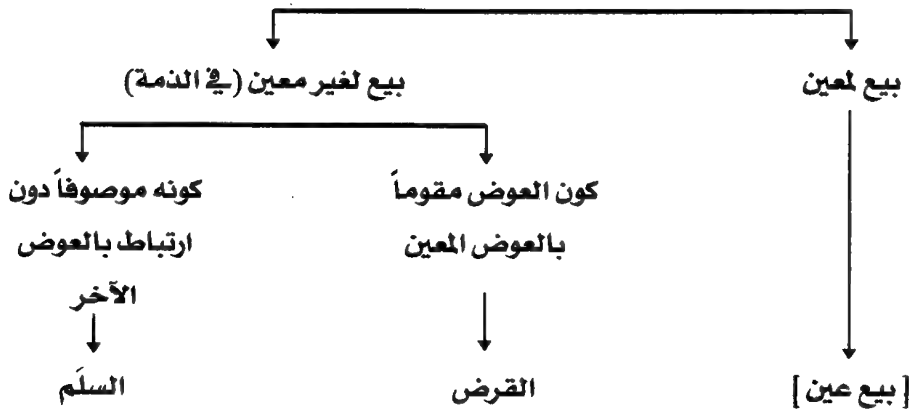 بيع لمعين
بيع لغير معين (في الذمة)
كون العوض مقوماً
بالعوض المعين
كونه موصوفاً دون
ارتباط بالعوض
الآخر
[بيع عين]
القرض
السلَم